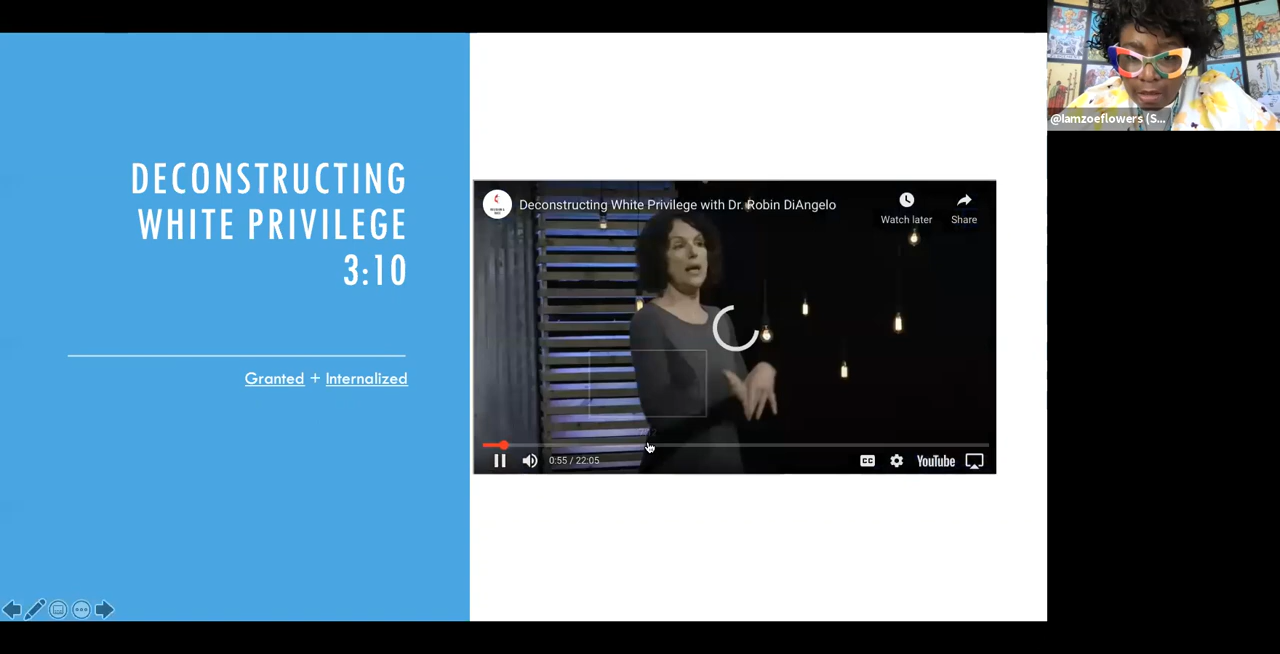 DECONSTRUCTING
WHITE PRIVILEGE
3:10
Granted + Internalized
Deconstructing White Privilege with Dr. Robin DiAngelo
Watch later
Share
0:55 / 22:05
CC
YouTube
@Iamzoeflowers (S...